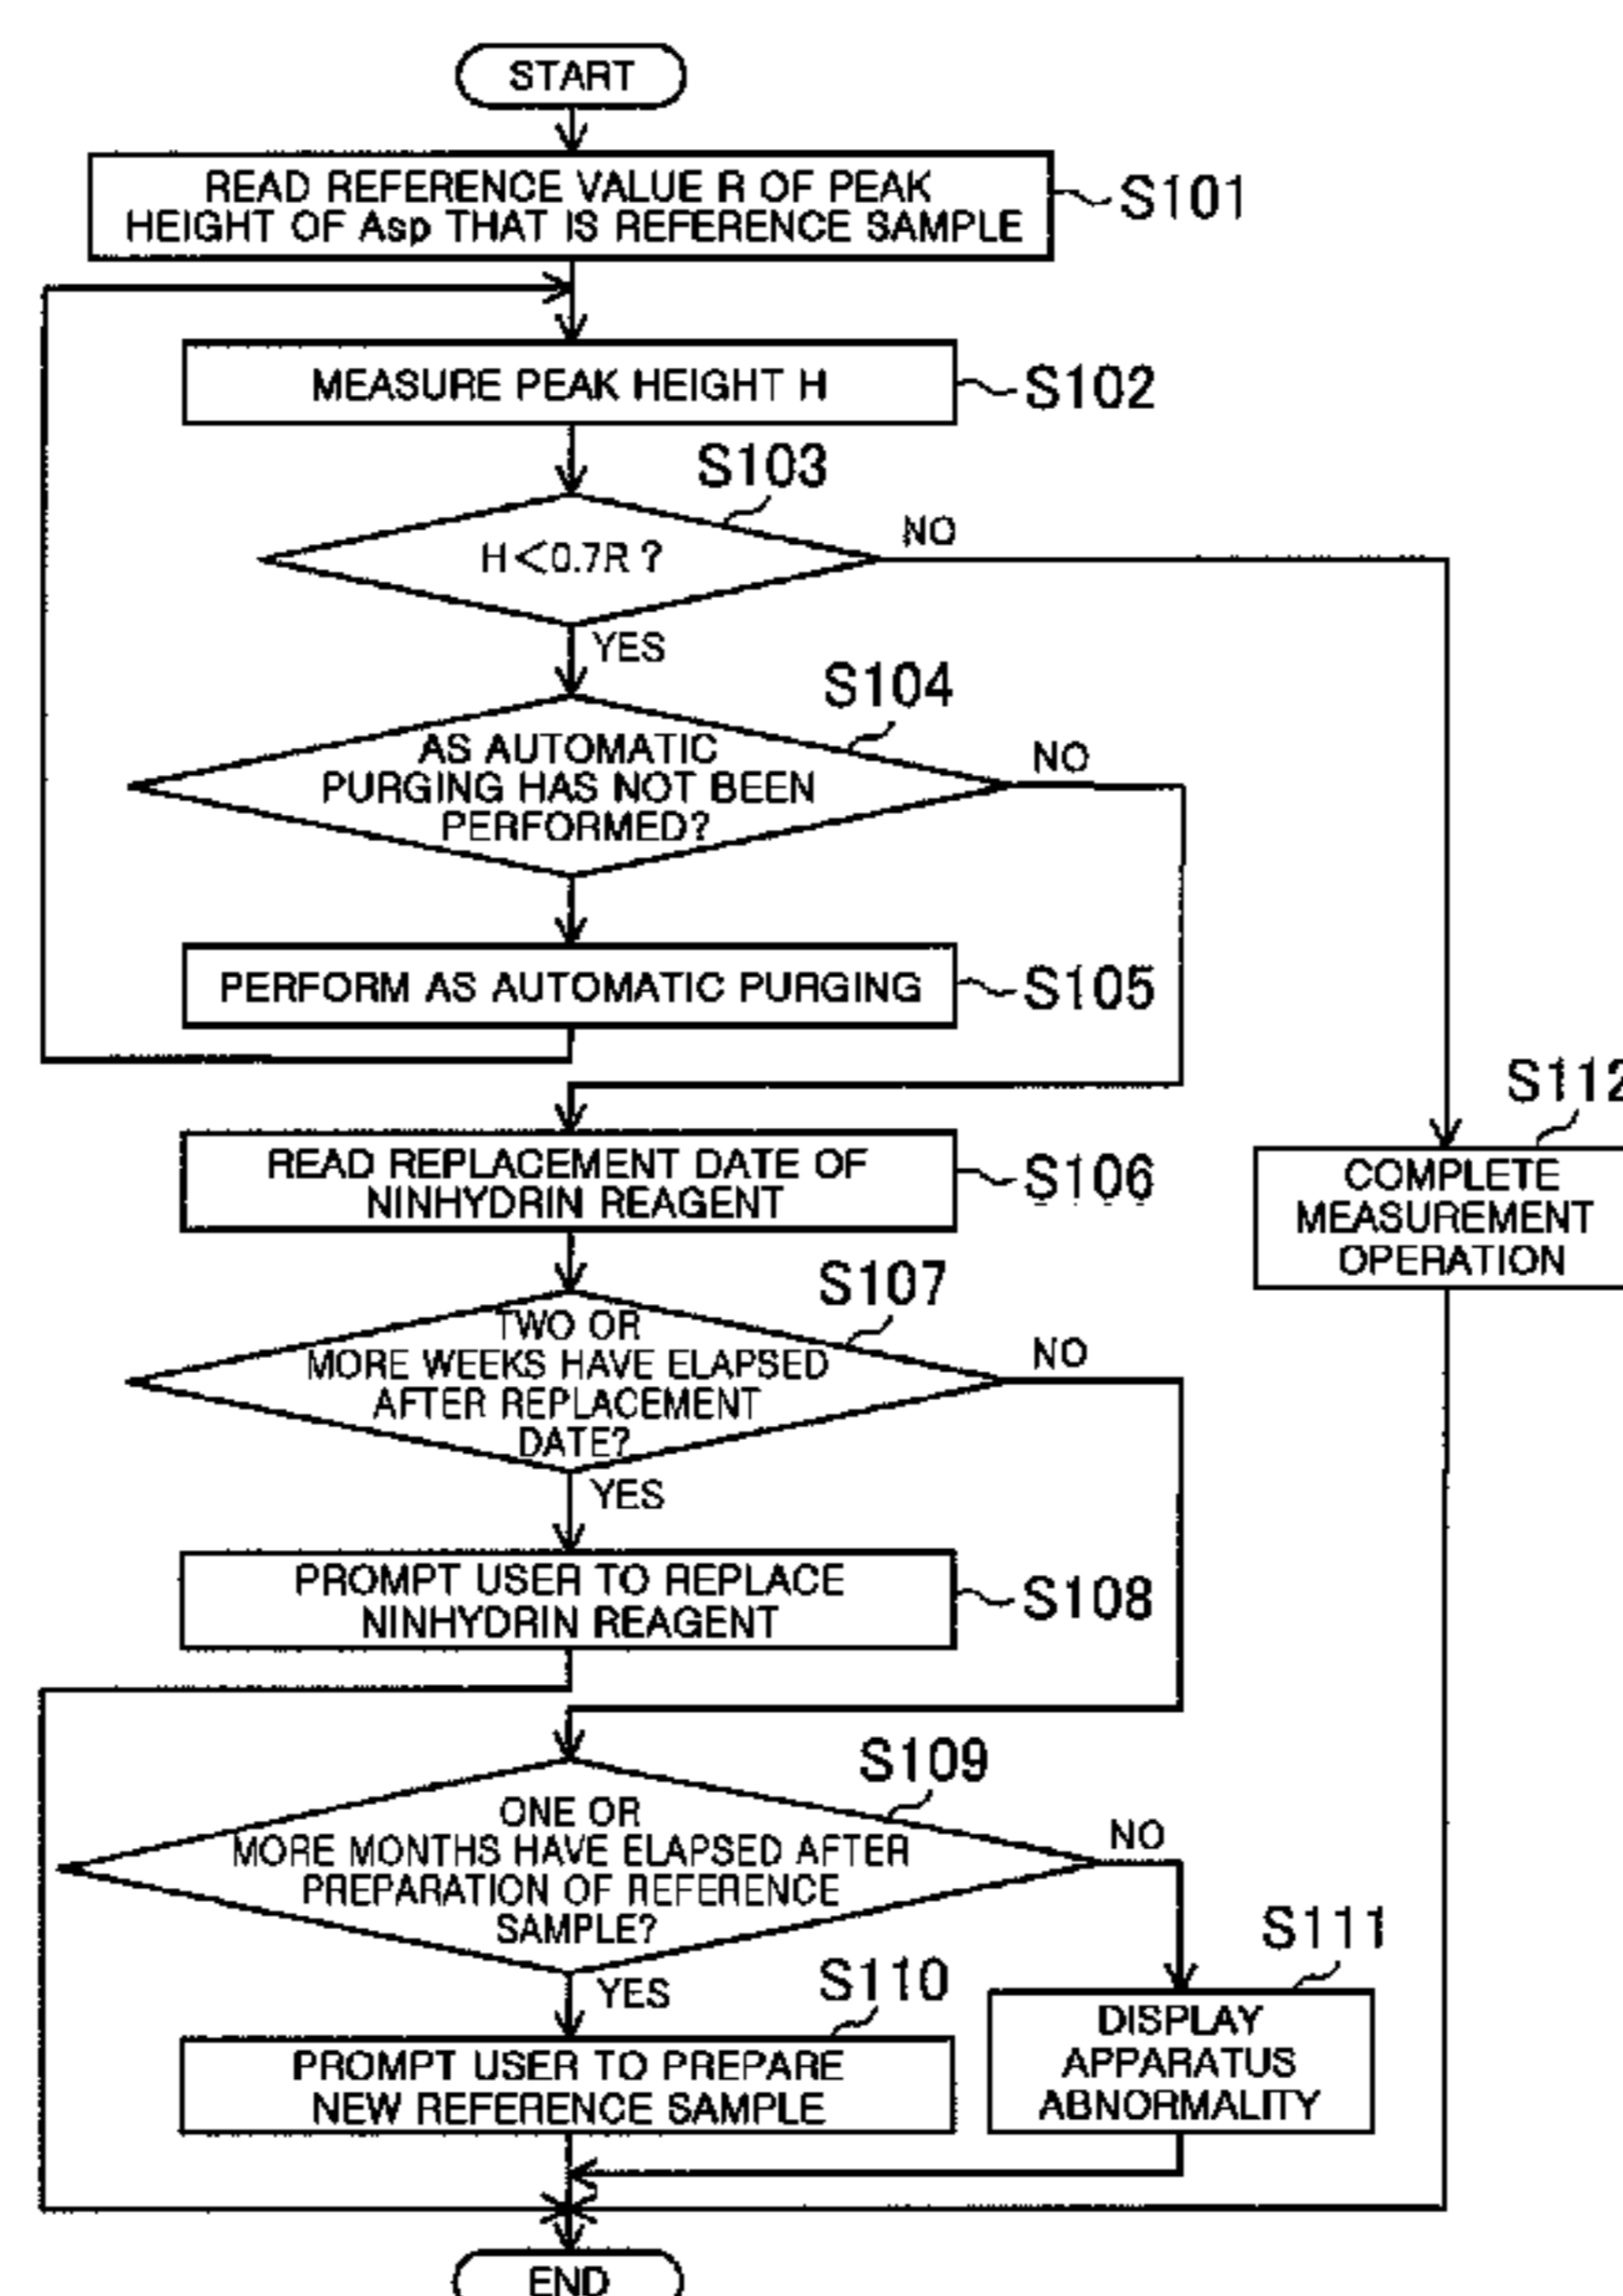 START
READ REFERENCE VALUE R OF PEAK
HEIGHT OF Asp THAT IS REFERENCE SAMPLE
S101
MEASURE PEAK HEIGHT H
S102
S103
H<0.7R ?
NO
YES
S104
AS AUTOMATIC
PURGING HAS NOT BEEN
PERFORMED?
NO
PERFORM AS AUTOMATIC PURGING
S105
READ REPLACEMENT DATE OF
NINHYDRIN REAGENT
S106
S112
COMPLETE
MEASUREMENT
OPERATION
S107
TWO OR
MORE WEEKS HAVE ELAPSED
AFTER REPLACEMENT
DATE?
NO
YES
PROMPT USER TO REPLACE
NINHYDRIN REAGENT
S108
S109
ONE OR
MORE MONTHS HAVE ELAPSED AFTER
PREPARATION OF REFERENCE
SAMPLE?
NO
YES
S110
PROMPT USER TO PREPARE
NEW REFERENCE SAMPLE
S111
DISPLAY
APPARATUS
ABNORMALITY
END